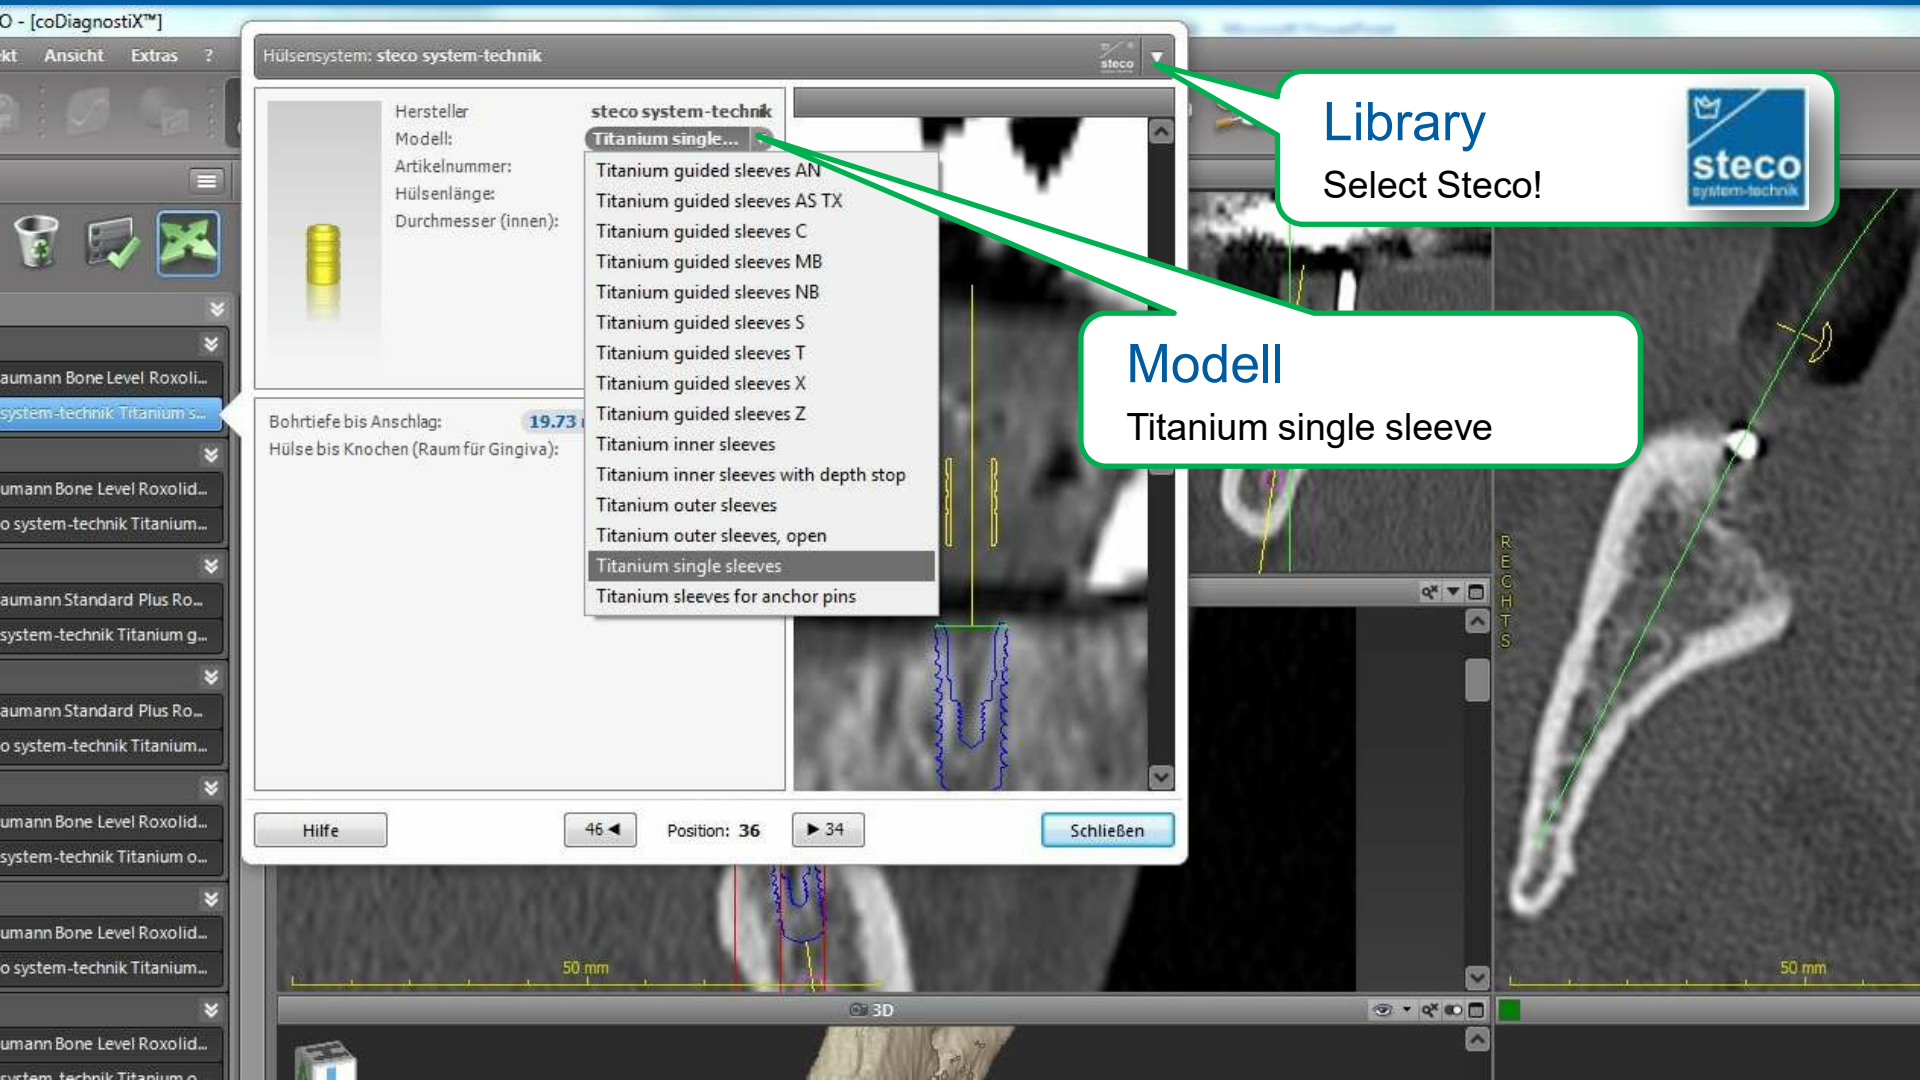 O - [coDiagnostiX™]
kt Ansicht Extras ?
Hülsensystem: steco system-technik
steco
Hersteller steco system-technik
Modell: Titanium single...
Artikelnummer:
Hülsenlänge:
Durchmesser (innen):
Titanium guided sleeves AN
Titanium guided sleeves AS TX
Titanium guided sleeves C
Titanium guided sleeves MB
Titanium guided sleeves NB
Titanium guided sleeves S
Titanium guided sleeves T
Titanium guided sleeves X
Titanium guided sleeves Z
Titanium inner sleeves
Titanium inner sleeves with depth stop
Titanium outer sleeves
Titanium outer sleeves, open
Titanium single sleeves
Titanium sleeves for anchor pins
Bohrtiefe bis Anschlag: 19.73
Hülse bis Knochen (Raum für Gingiva):
Hilfe
46 ◀ Position: 36 ▶ 34
Schließen
Library
Select Steco!
steco
system-technik
Modell
Titanium single sleeve
aumann Bone Level Roxoli...
system-technik Titanium s...
umann Bone Level Roxolid...
o system-technik Titanium...
aumann Standard Plus Ro...
system-technik Titanium g...
aumann Standard Plus Ro...
o system-technik Titanium...
umann Bone Level Roxolid...
system-technik Titanium o...
umann Bone Level Roxolid...
o system-technik Titanium...
umann Bone Level Roxolid...
system-technik Titanium o...
RECHTS
50 mm
50 mm
3D